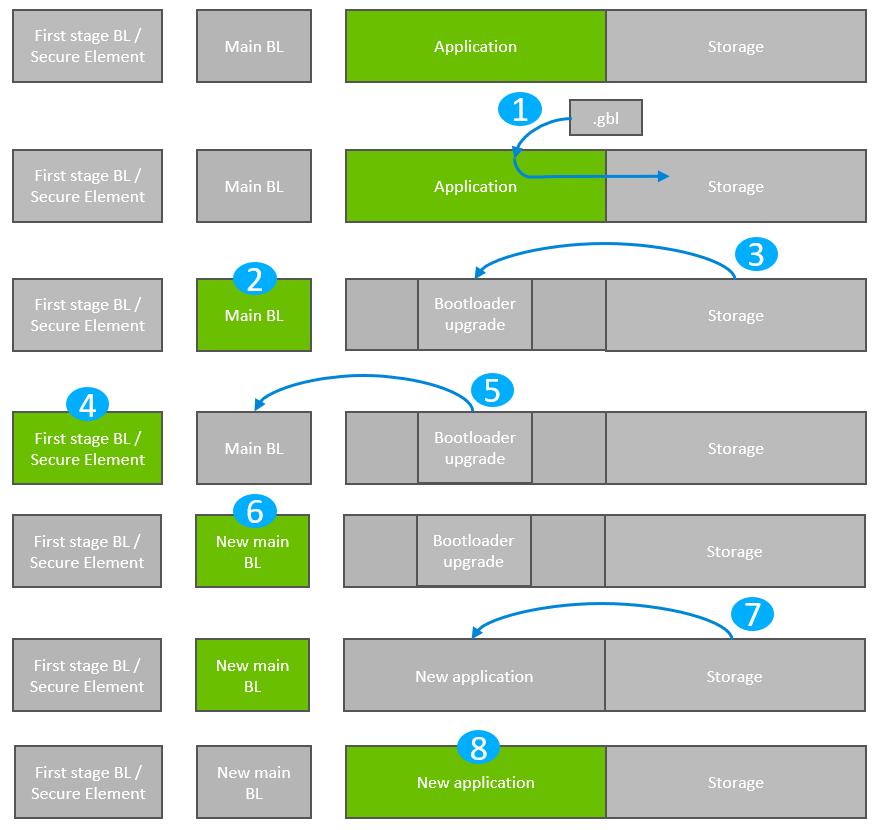 First stage BL /
Secure Element
Main BL
Application
Storage
1
.gbl
First stage BL /
Secure Element
Main BL
Application
Storage
2
3
First stage BL /
Secure Element
Main BL
Bootloader
upgrade
Storage
4
5
First stage BL /
Secure Element
Main BL
Bootloader
upgrade
Storage
6
First stage BL /
Secure Element
New main
BL
Bootloader
upgrade
Storage
7
First stage BL /
Secure Element
New main
BL
New application
Storage
8
First stage BL /
Secure Element
New main
BL
New application
Storage